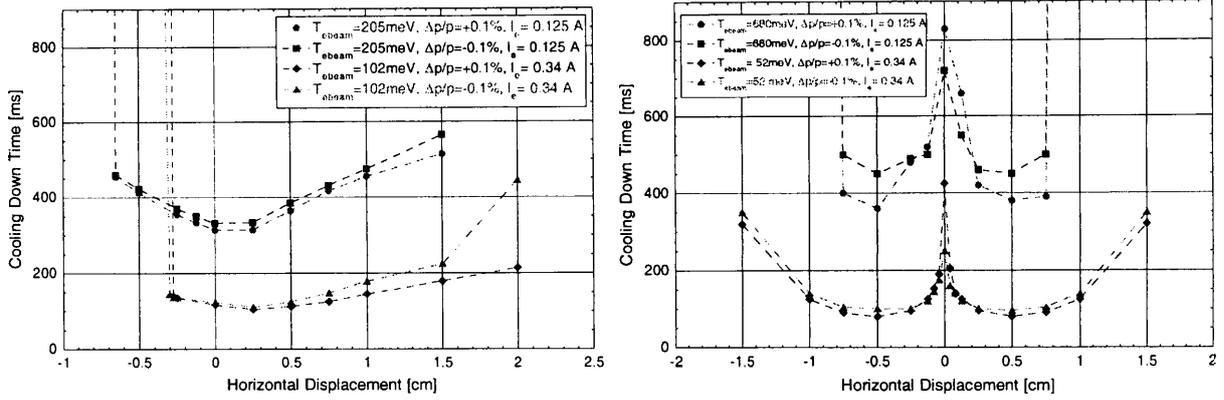 800
600
400
200
0
Cooling Down Time [ms]
T_ebeam=205meV, Δp/p=+0.1%, I_e= 0.125 A
T_ebeam=205meV, Δp/p=-0.1%, I_e= 0.125 A
T_ebeam=102meV, Δp/p=+0.1%, I_e= 0.34 A
T_ebeam=102meV, Δp/p=-0.1%, I_e= 0.34 A
-1 -0.5 0 0.5 1 1.5 2 2.5
Horizontal Displacement [cm]
800
600
400
200
0
Cooling Down Time [ms]
T_ebeam=680meV, Δp/p=+0.1%, I_e= 0.125 A
T_ebeam=680meV, Δp/p=-0.1%, I_e= 0.125 A
T_ebeam=52meV, Δp/p=+0.1%, I_e= 0.34 A
T_ebeam=52meV, Δp/p=-0.1%, I_e= 0.34 A
-2 -1.5 -1 -0.5 0 0.5 1 1.5 2
Horizontal Displacement [cm]